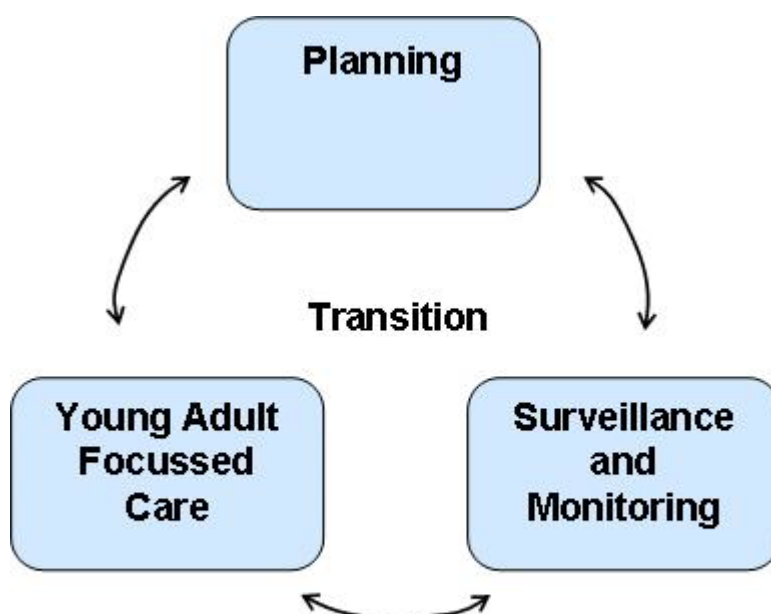 Planning
Transition
Young Adult
Focussed
Care
Surveillance
and
Monitoring